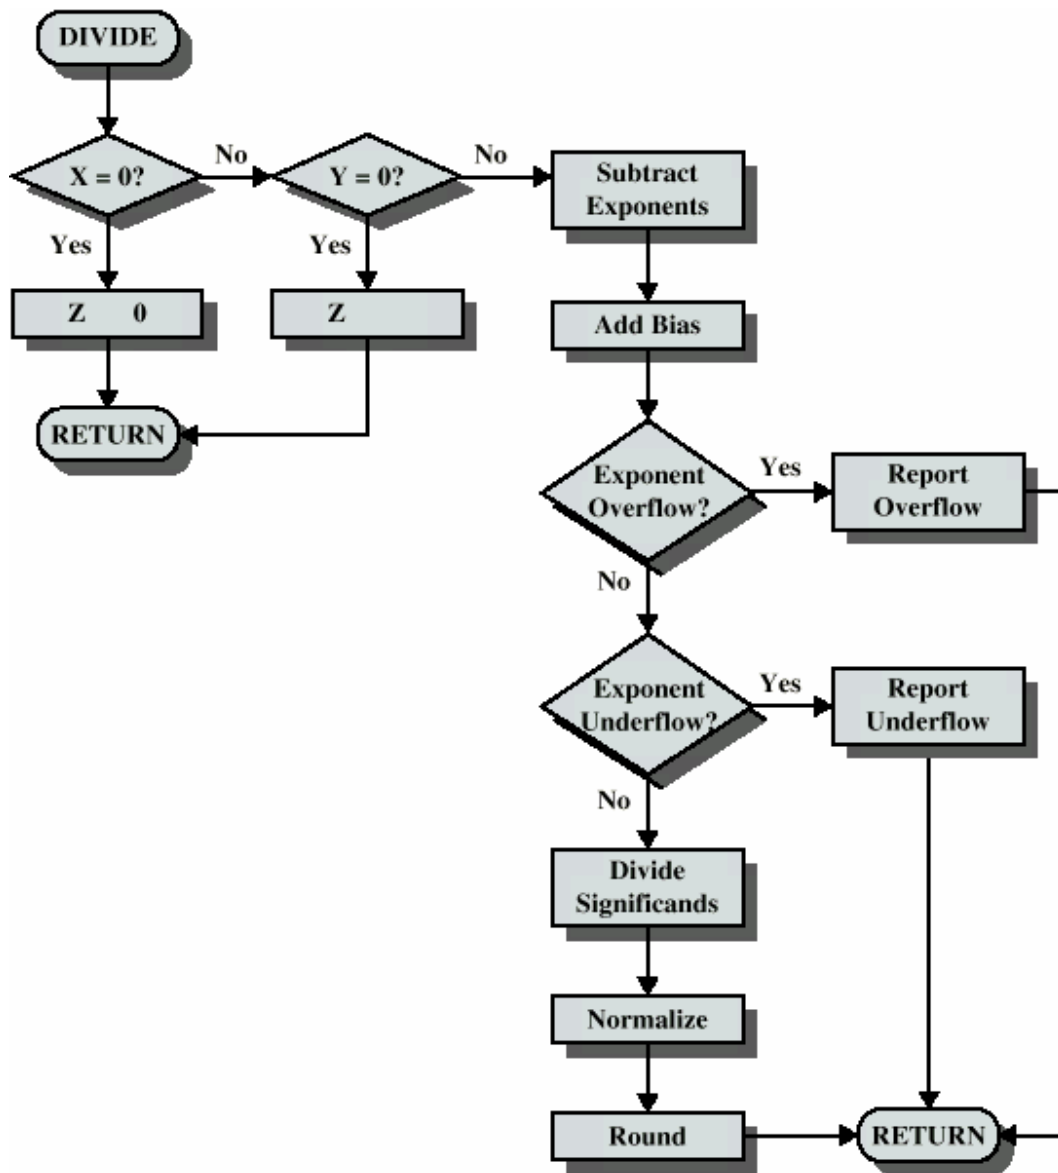 DIVIDE
X = 0?
No
Y = 0?
No
Subtract
Exponents
Yes
Yes
Z 0
Z
Add Bias
RETURN
Exponent
Overflow?
Yes
Report
Overflow
No
Exponent
Underflow?
Yes
Report
Underflow
No
Divide
Significands
Normalize
Round
RETURN